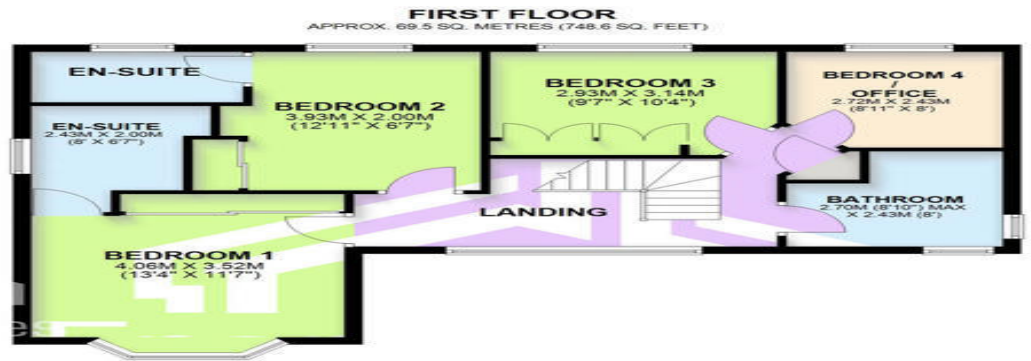 FIRST FLOOR
APPROX. 69.5 SQ. METRES (748.6 SQ. FEET)
EN-SUITE
BEDROOM 2
3.93M X 2.00M
(12'11" X 6'7")
BEDROOM 3
2.93M X 3.14M
(9'7" X 10'4")
BEDROOM 4
/
OFFICE
2.72M X 2.43M
(8'11" X 8')
EN-SUITE
2.43M X 2.00M
(8' X 6'7")
LANDING
BATHROOM
2.70M (8'10") MAX
X 2.43M (8')
BEDROOM 1
4.06M X 3.52M
(13'4" X 11'7")